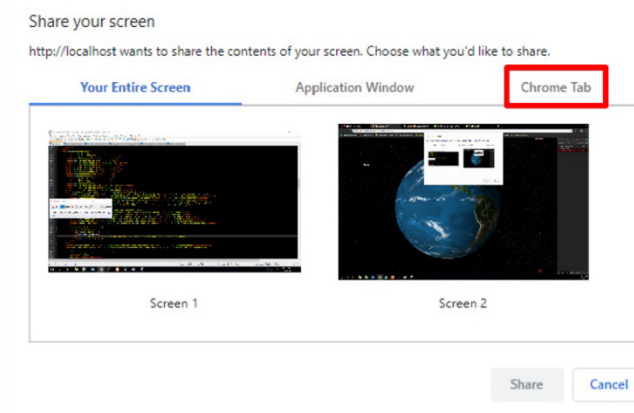 Share your screen
http://localhost wants to share the contents of your screen. Choose what you'd like to share.
Your Entire Screen Application Window Chrome Tab
Screen 1 Screen 2
Share Cancel